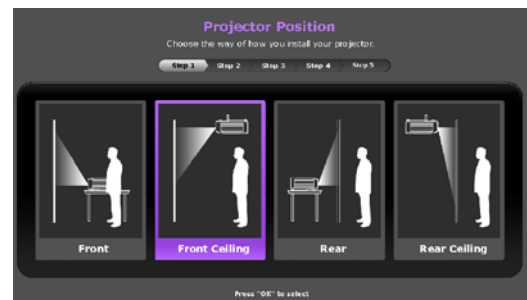 Projector Position
Choose the way of how you install your projector.
Step 1 Step 2 Step 3 Step 4 Step 5
Front Front Ceiling Rear Rear Ceiling
Press "OK" to select